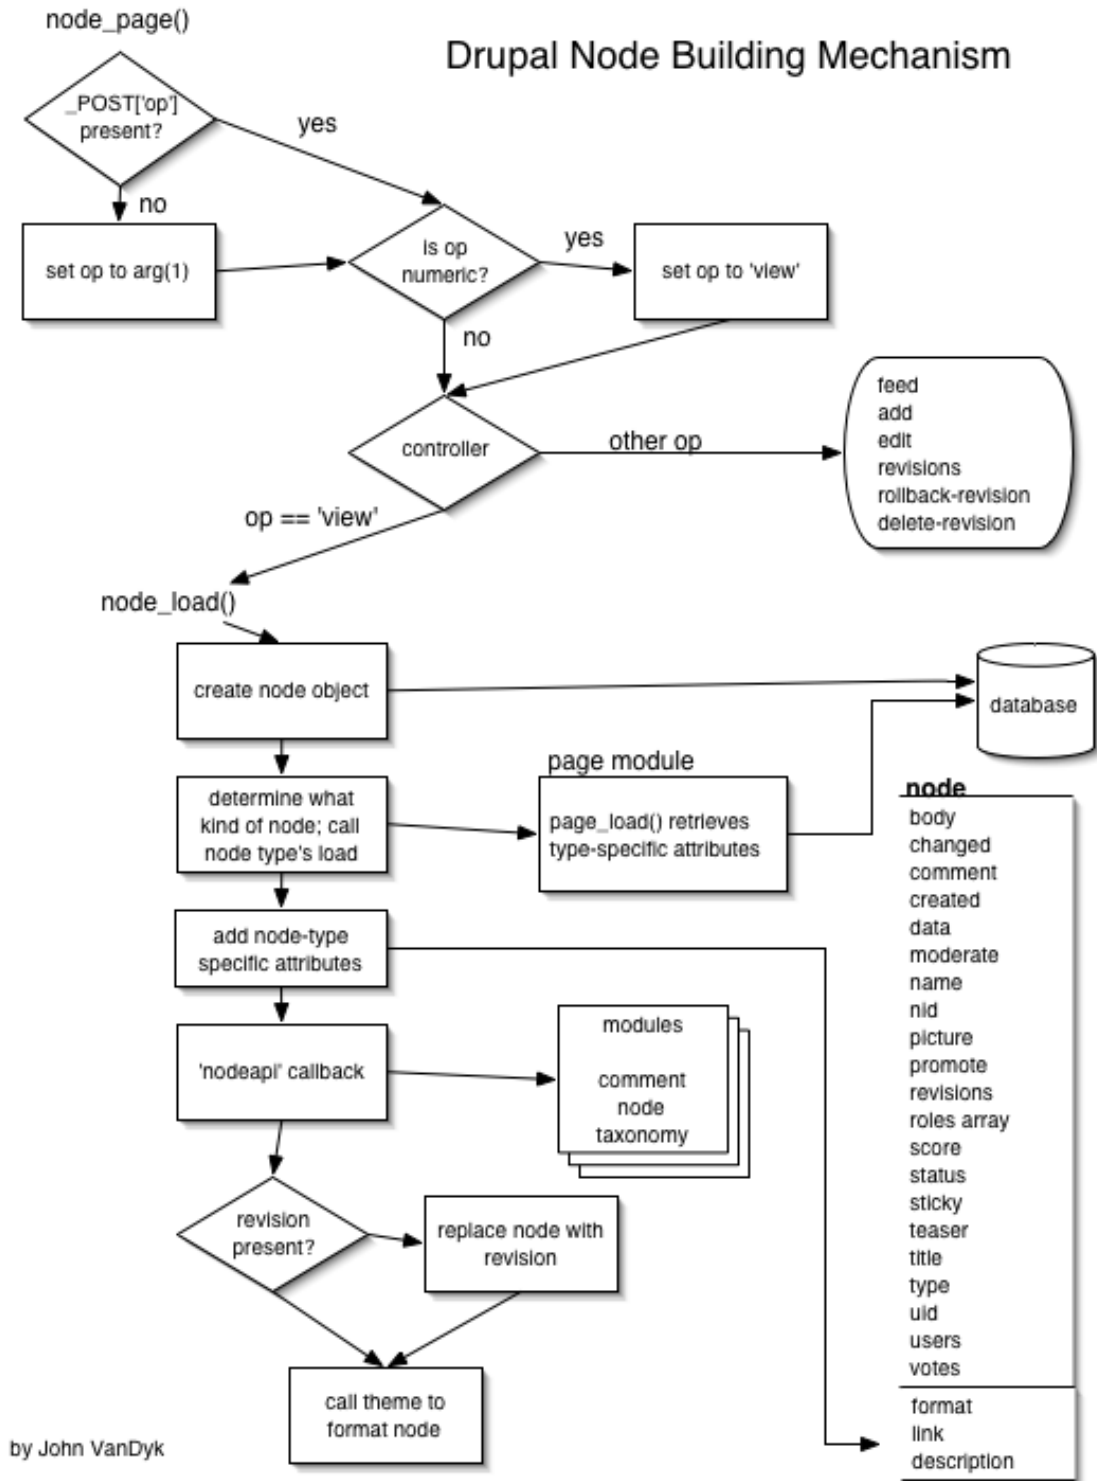 node_page()
Drupal Node Building Mechanism
_POST['op']
present?
yes
no
set op to arg(1)
is op
numeric?
yes
set op to 'view'
no
controller
other op
feed
add
edit
revisions
rollback-revision
delete-revision
op == 'view'
node_load()
create node object
database
determine what
kind of node; call
node type's load
page module
page_load() retrieves
type-specific attributes
add node-type
specific attributes
'nodeapi' callback
modules
comment
node
taxonomy
revision
present?
replace node with
revision
call theme to
format node
node
body
changed
comment
created
data
moderate
name
nid
picture
promote
revisions
roles array
score
status
sticky
teaser
title
type
uid
users
votes
format
link
description
by John VanDyk